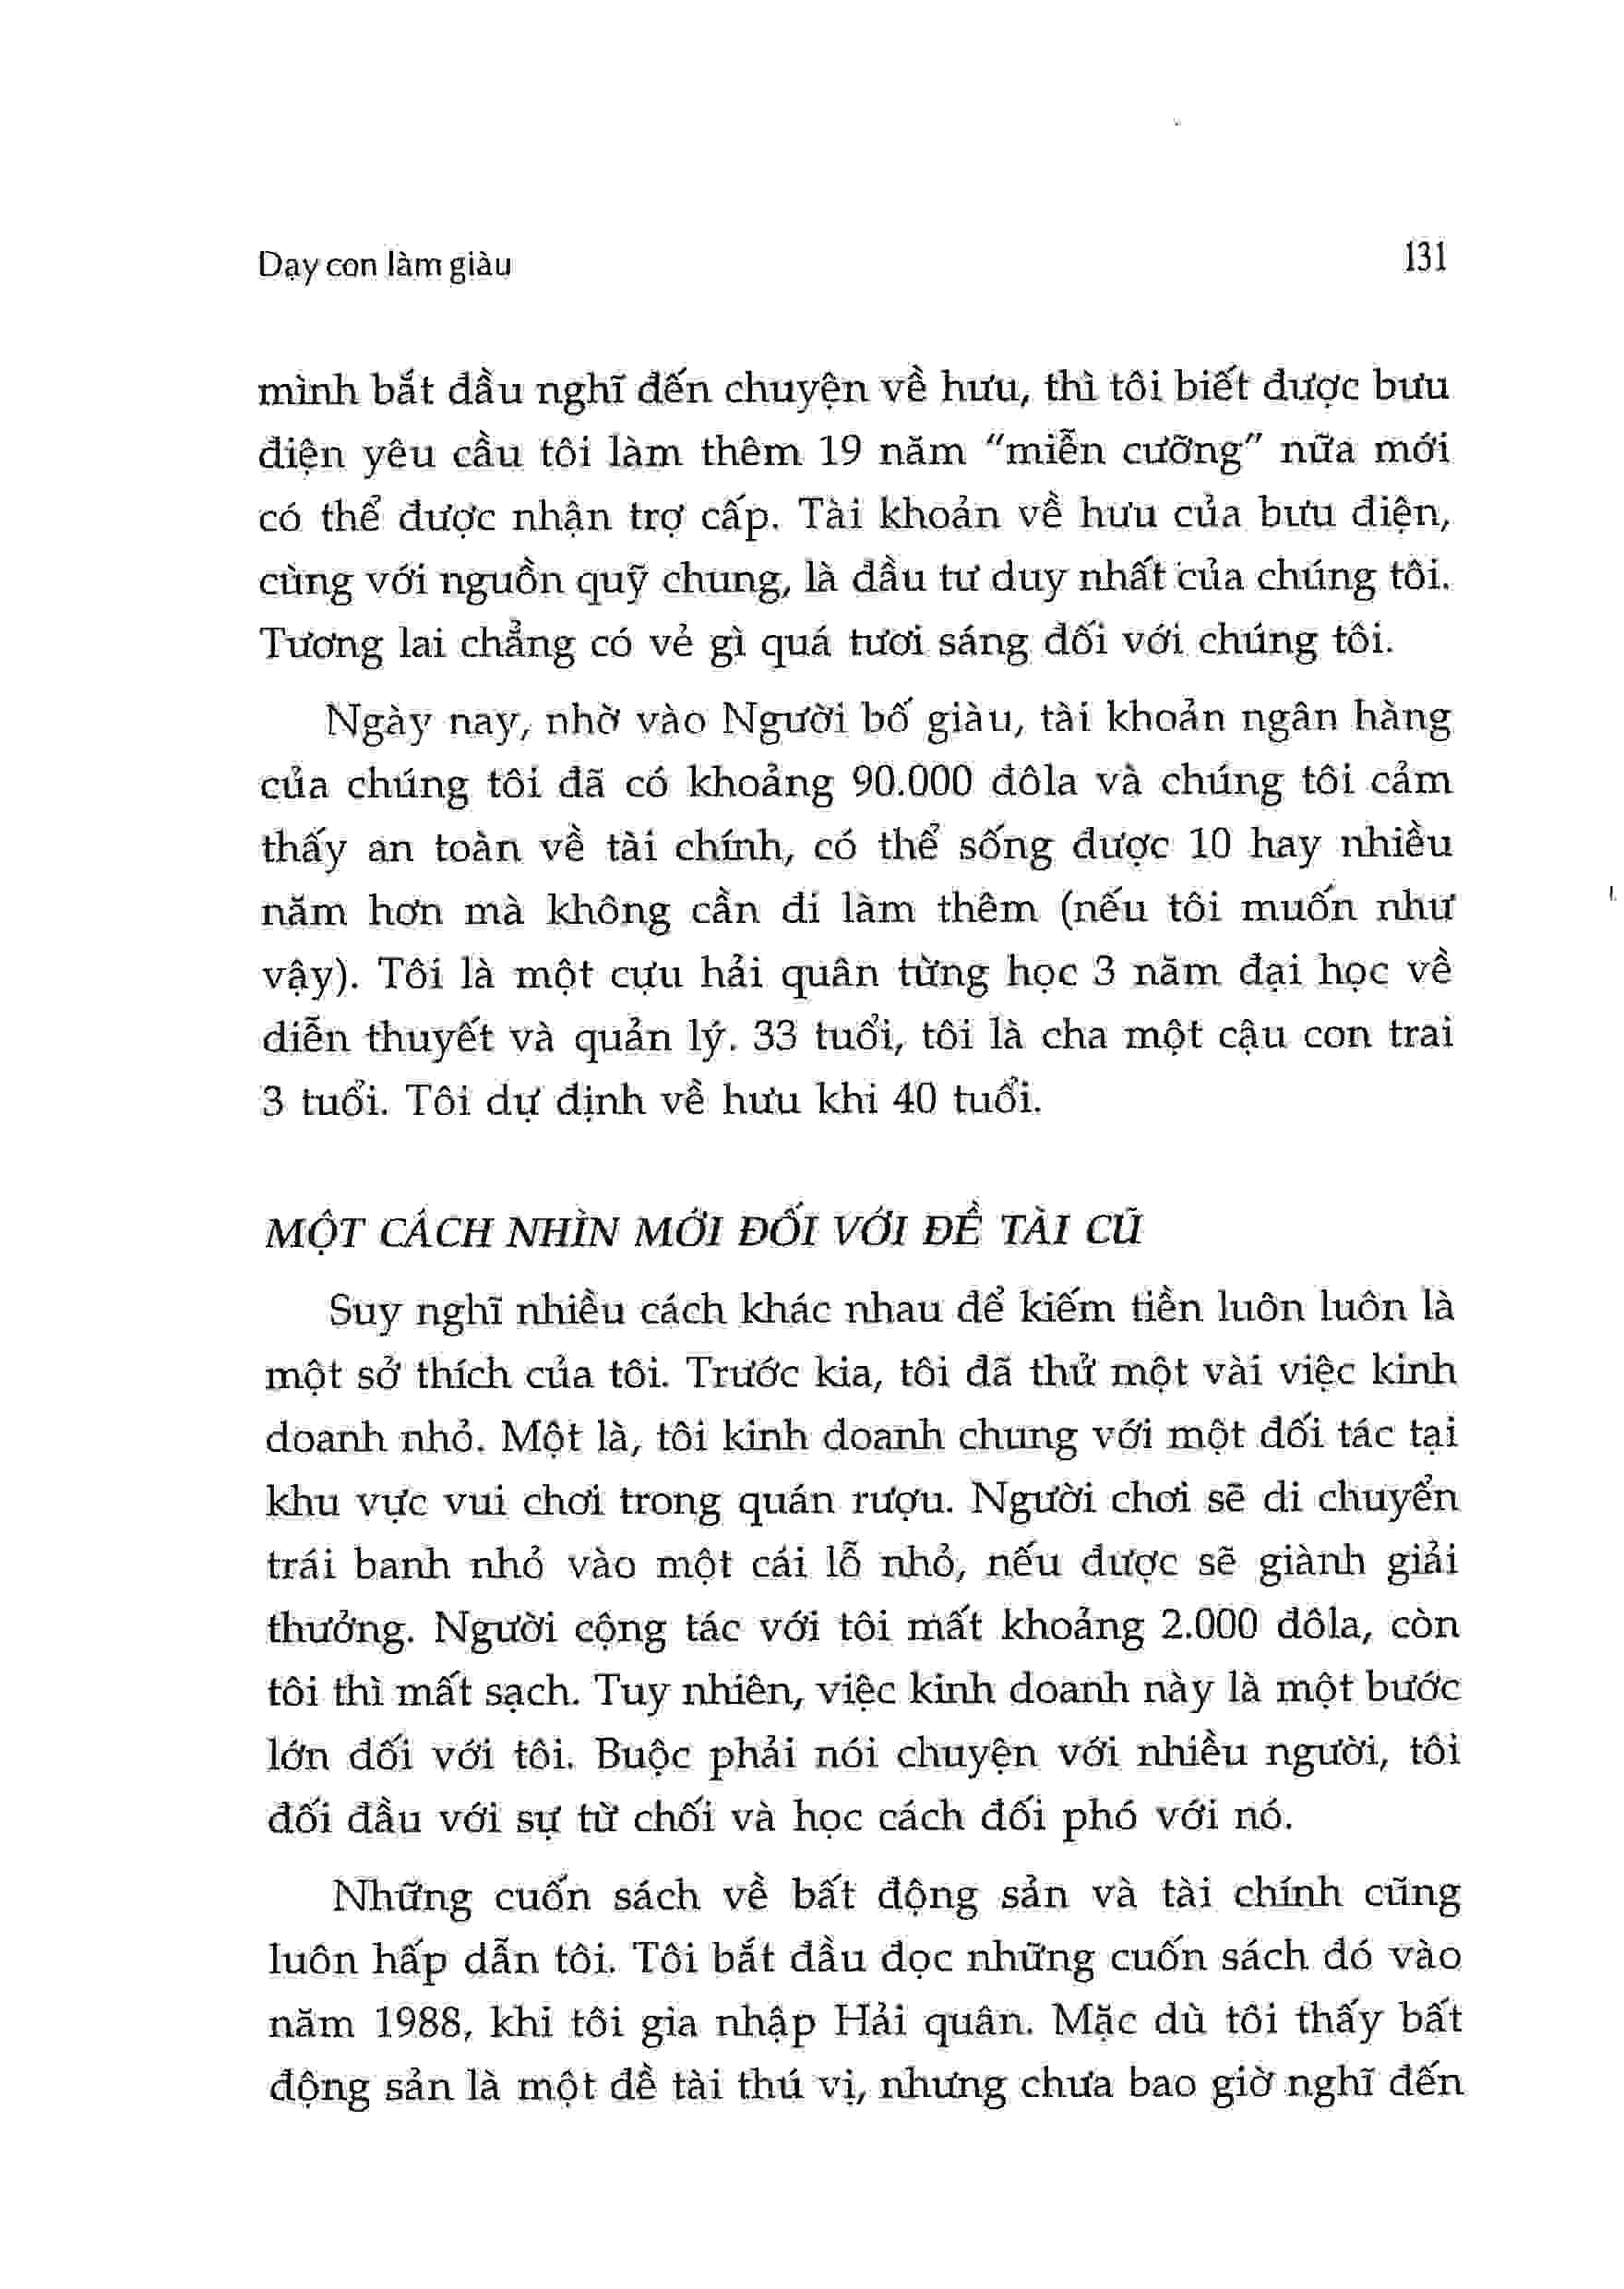 Dạy con làm giàu
131
mình bắt đầu nghĩ đến chuyện về hưu, thì tôi biết được bưu
điện yêu cầu tôi làm thêm 19 năm “miễn cưỡng” nữa mới
có thể được nhận trợ cấp. Tài khoản về hưu của bưu điện,
cùng với nguồn quỹ chung, là đầu tư duy nhất của chúng tôi.
Tương lai chẳng có vẻ gì quá tươi sáng đối với chúng tôi.
Ngày nay, nhờ vào Người bố giàu, tài khoản ngân hàng
của chúng tôi đã có khoảng 90.000 đôla và chúng tôi cảm
thấy an toàn về tài chính, có thể sống được 10 hay nhiều
năm hơn mà không cần đi làm thêm (nếu tôi muốn như
vậy). Tôi là một cựu hải quân từng học 3 năm đại học về
diễn thuyết và quản lý. 33 tuổi, tôi là cha một cậu con trai
3 tuổi. Tôi dự định về hưu khi 40 tuổi.
MỘT CÁCH NHÌN MỚI ĐỐI VỚI ĐỀ TÀI CŨ
Suy nghĩ nhiều cách khác nhau để kiếm tiền luôn luôn là
một sở thích của tôi. Trước kia, tôi đã thử một vài việc kinh
doanh nhỏ. Một là, tôi kinh doanh chung với một đối tác tại
khu vực vui chơi trong quán rượu. Người chơi sẽ di chuyển
trái banh nhỏ vào một cái lỗ nhỏ, nếu được sẽ giành giải
thưởng. Người cộng tác với tôi mất khoảng 2.000 đôla, còn
tôi thì mất sạch. Tuy nhiên, việc kinh doanh này là một bước
lớn đối với tôi. Buộc phải nói chuyện với nhiều người, tôi
đối đầu với sự từ chối và học cách đối phó với nó.
Những cuốn sách về bất động sản và tài chính cũng
luôn hấp dẫn tôi. Tôi bắt đầu đọc những cuốn sách đó vào
năm 1988, khi tôi gia nhập Hải quân. Mặc dù tôi thấy bất
động sản là một đề tài thú vị, nhưng chưa bao giờ nghĩ đến